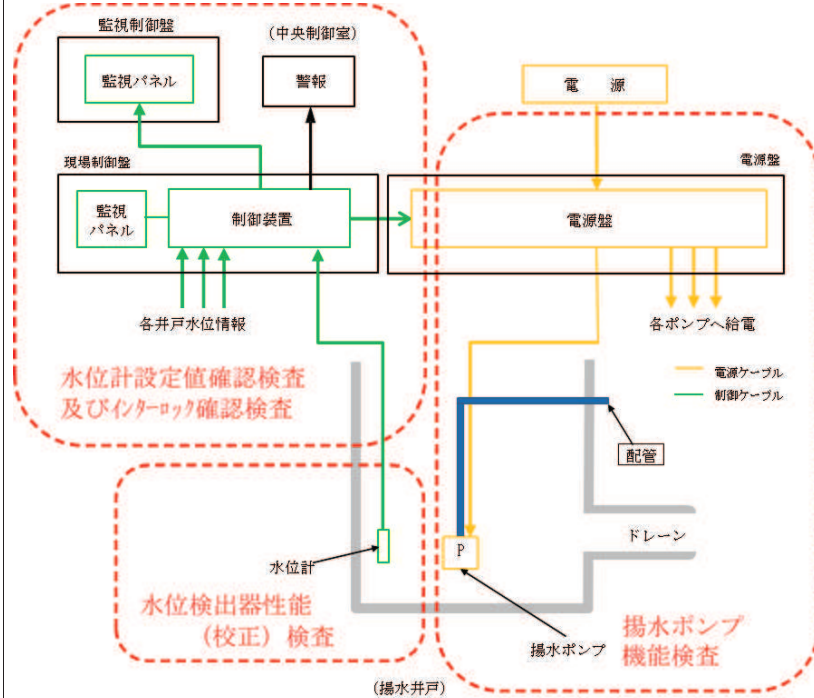 監視制御盤
(中央制御室)
監視パネル
警報
電 源
現場制御盤
電源盤
監視
パネル
制御装置
電源盤
各井戸水位情報
各ポンプへ給電
水位計設定値確認検査
及びインターロック確認検査
電源ケーブル
制御ケーブル
配管
P
ドレーン
水位計
水位検出器性能
(校正)検査
揚水ポンプ
揚水ポンプ
機能検査
(揚水井戸)